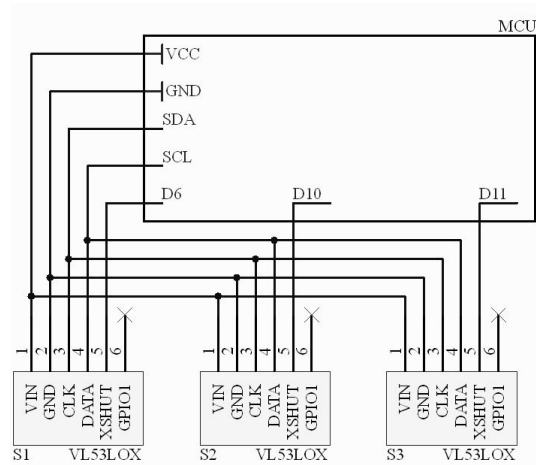 MCU
VCC
GND
SDA
SCL
D6 D10 D11
1 2 3 4 5 6 1 2 3 4 5 6 1 2 3 4 5 6
VIN GND CLK DATA XSHUT GPIO1 VIN GND CLK DATA XSHUT GPIO1 VIN GND CLK DATA XSHUT GPIO1
S1 VL53LOX S2 VL53LOX S3 VL53LOX